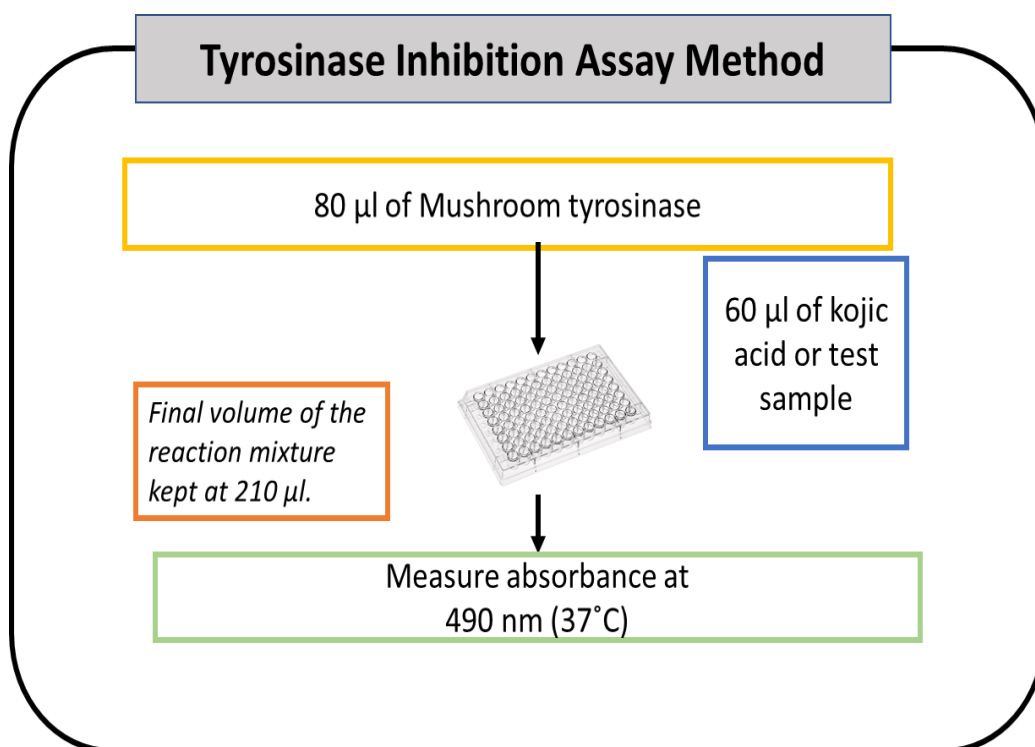 Tyrosinase Inhibition Assay Method
80 µl of Mushroom tyrosinase
60 µl of kojic
acid or test
sample
Final volume of the
reaction mixture
kept at 210 µl.
Measure absorbance at
490 nm (37˚C)